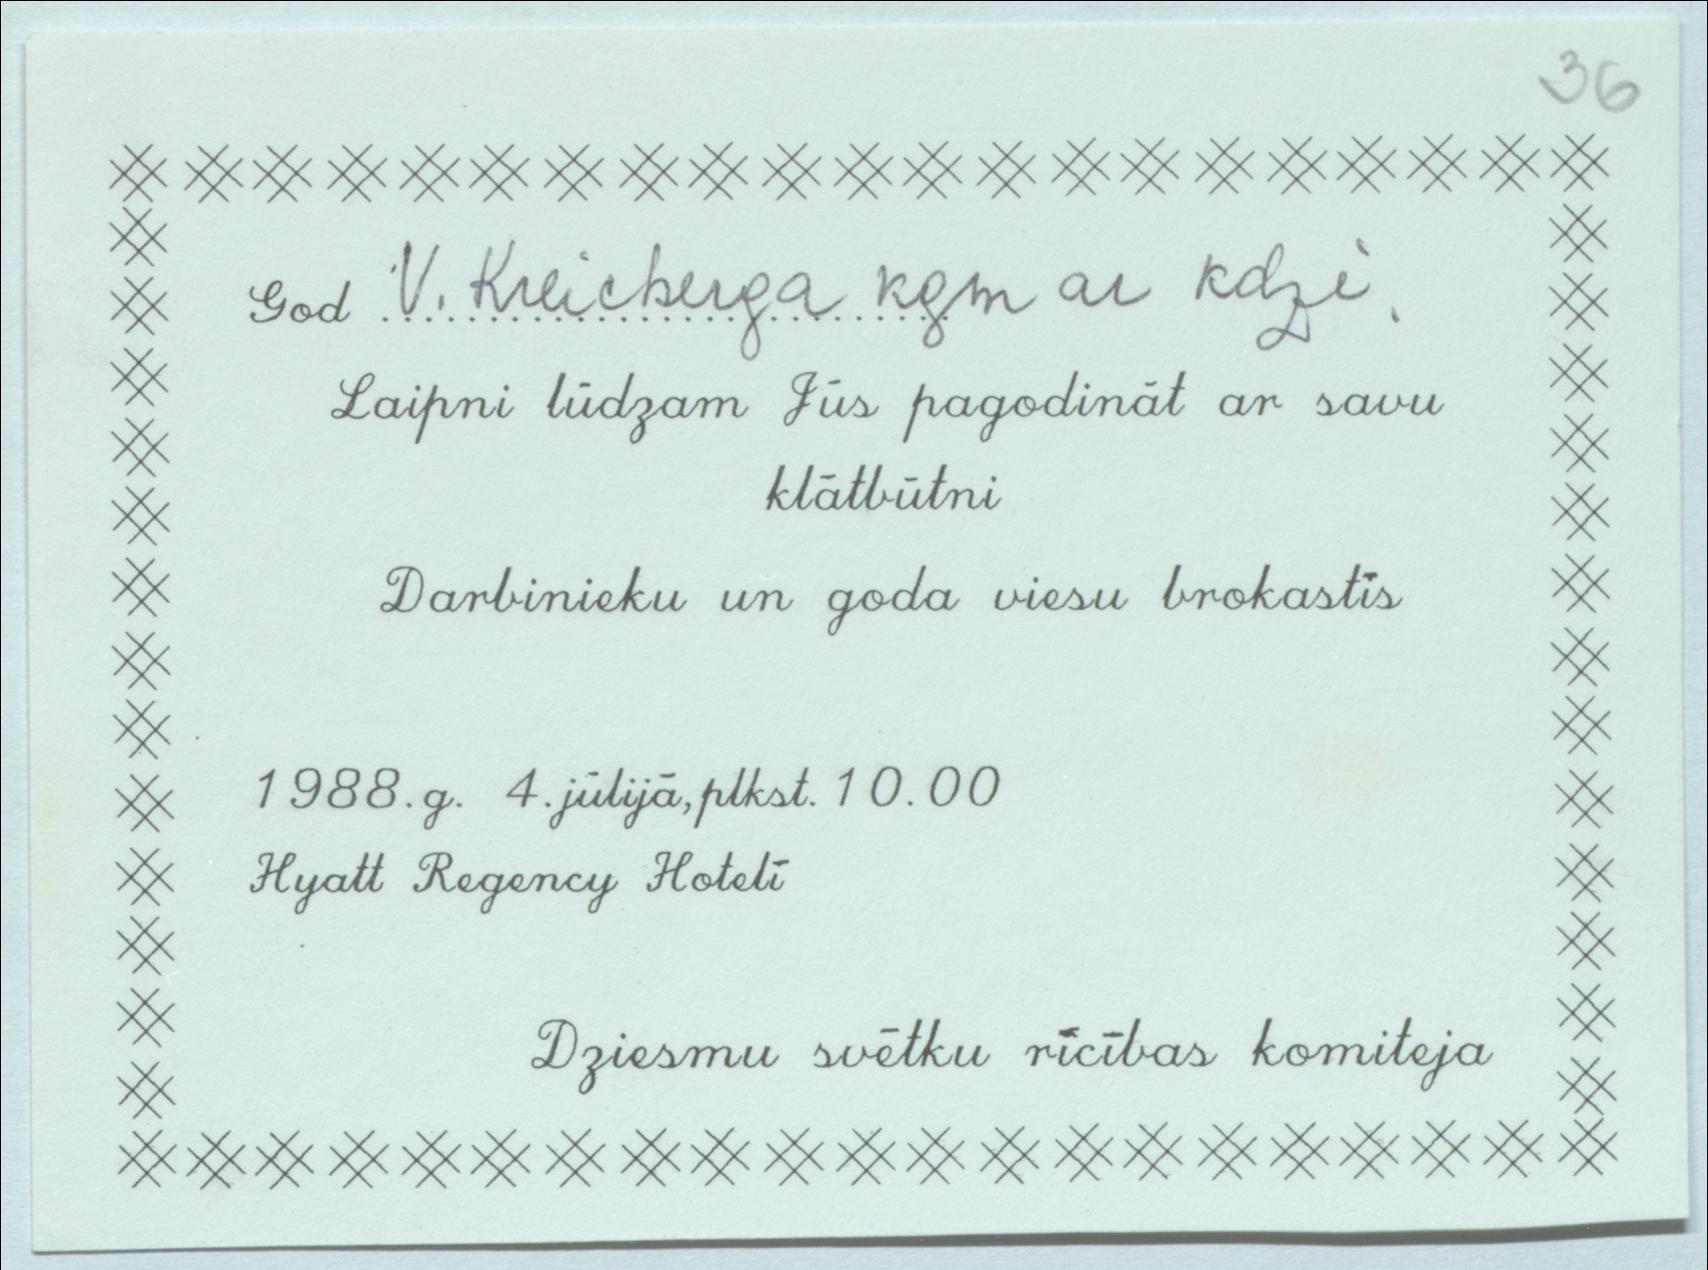 36
God V. Kreicberga kgm ar kdzi.
Laipni lūdzam Jūs pagodināt ar savu
klātbūtni
Darbinieku un goda viesu brokastīs
1988.g. 4.jūlijā, plkst. 10.00
Hyatt Regency Hotelī
Dziesmu svētku rīcības komiteja